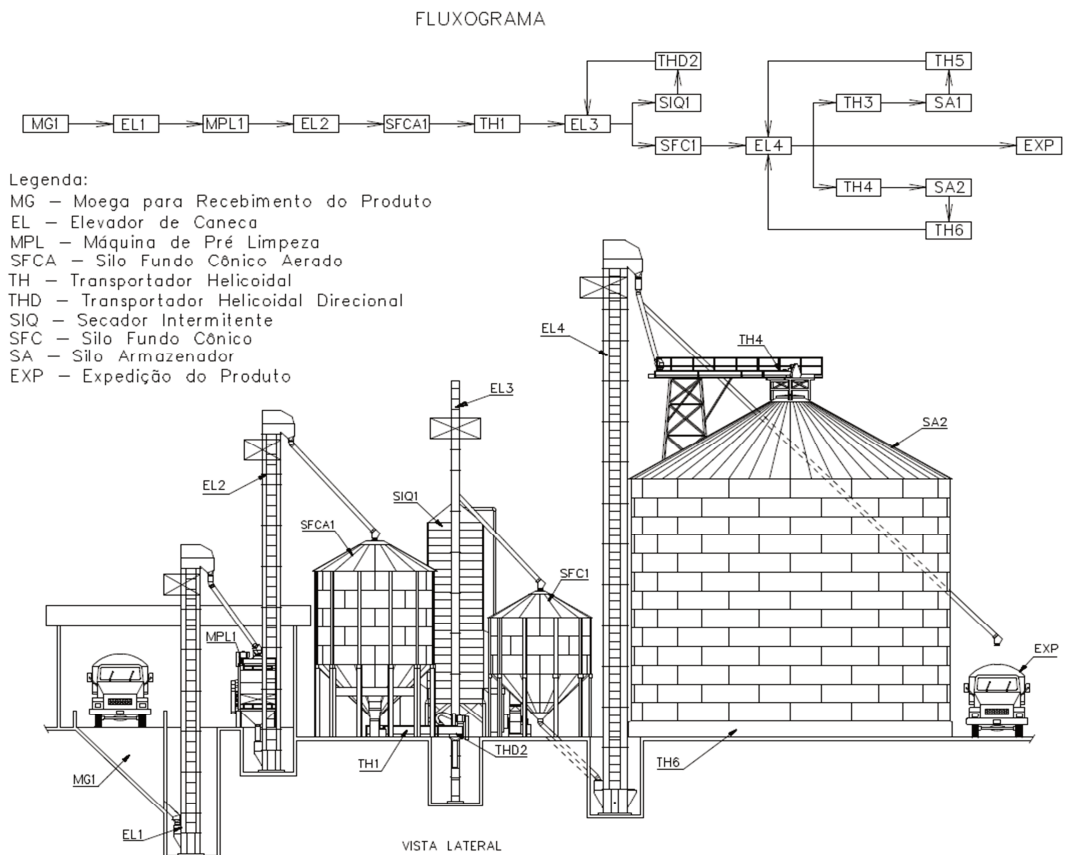 FLUXOGRAMA
THD2
TH5
SIQ1
TH3
SA1
MG1
EL1
MPL1
EL2
SFCA1
TH1
EL3
SFC1
EL4
EXP
TH4
SA2
TH6
Legenda:
MG – Moega para Recebimento do Produto
EL – Elevador de Caneca
MPL – Máquina de Pré Limpeza
SFCA – Silo Fundo Cônico Aerado
TH – Transportador Helicoidal
THD – Transportador Helicoidal Direcional
SIQ – Secador Intermitente
SFC – Silo Fundo Cônico
SA – Silo Armazenador
EXP – Expedição do Produto
EL4
TH4
EL3
SA2
EL2
SIQ1
SFCA1
SFC1
MPL1
EXP
THD2
TH1
TH6
MG1
EL1
VISTA LATERAL